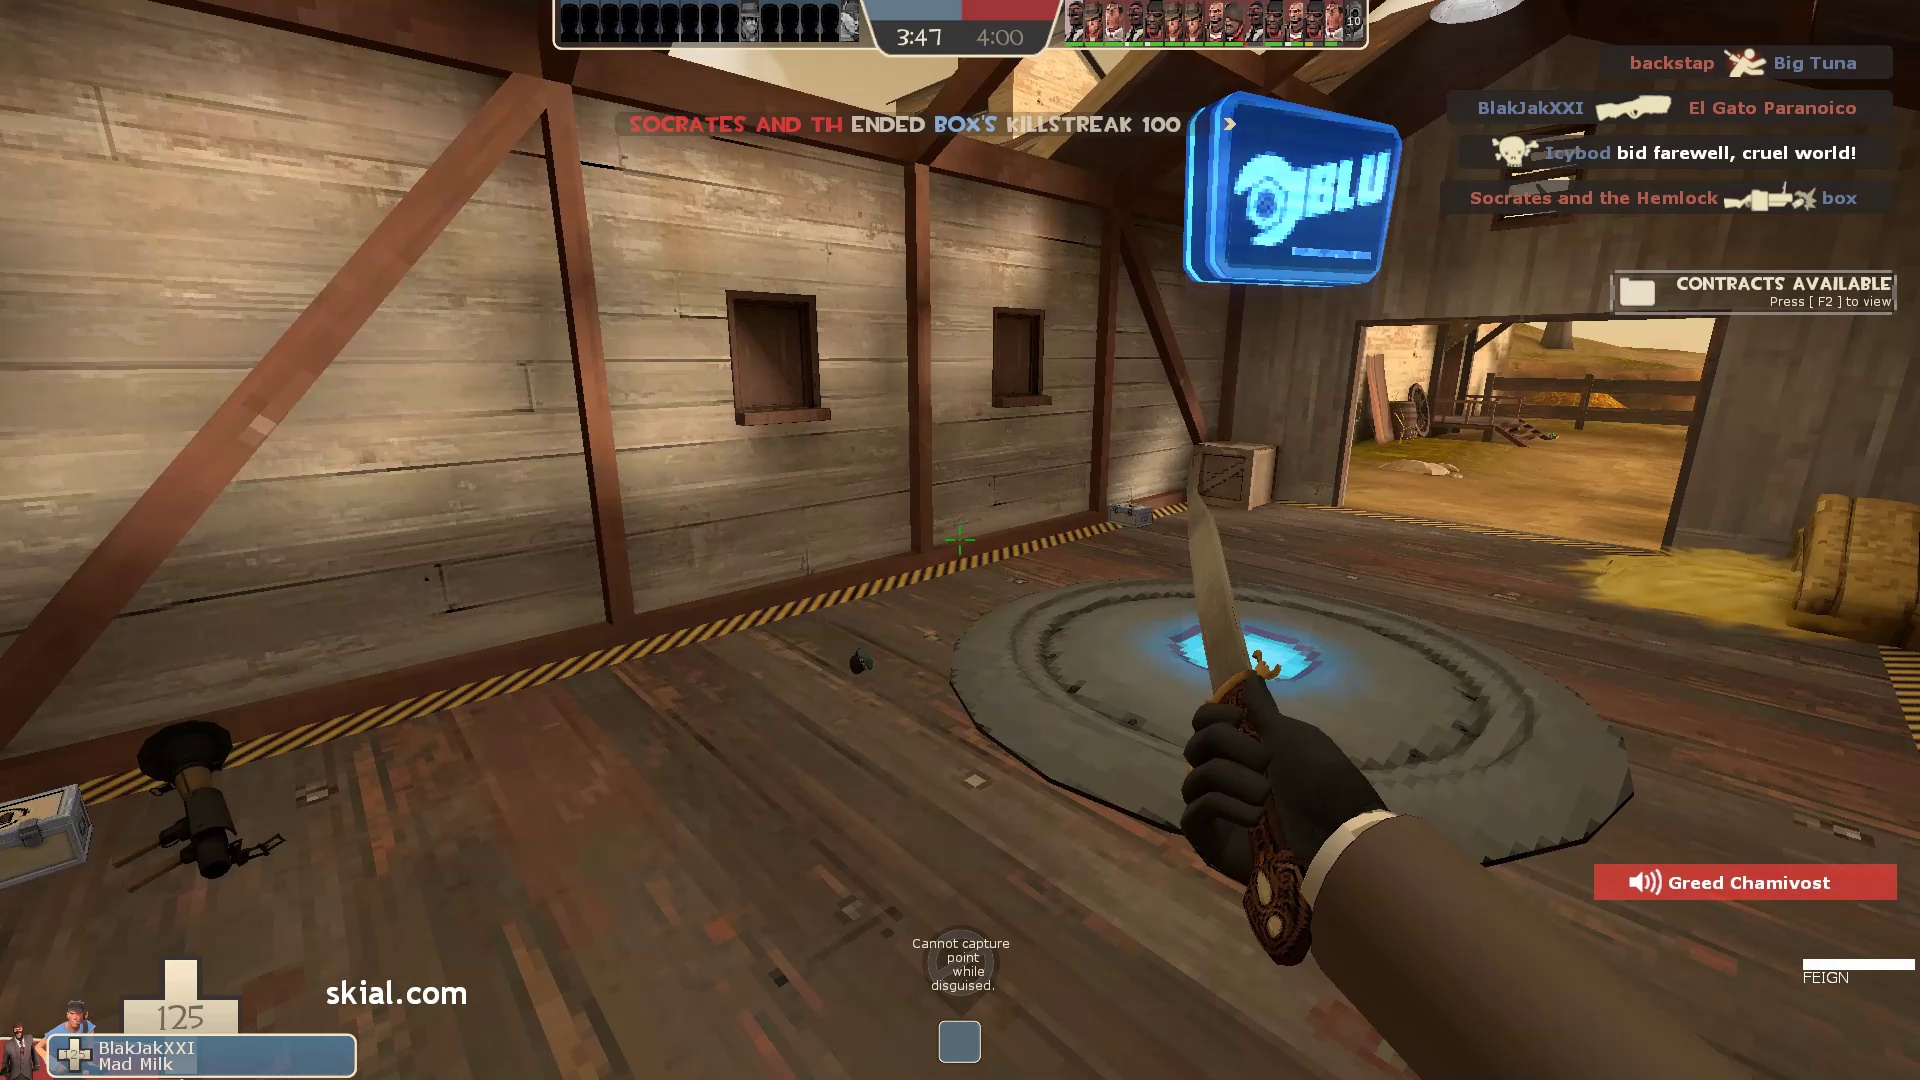 3:47 4:00
10
backstap Big Tuna
SOCRATES AND TH ENDED BOX'S KILLSTREAK 100
BlakJakXXI El Gato Paranoico
Icybod bid farewell, cruel world!
Socrates and the Hemlock box
BLU
CONTRACTS AVAILABLE
Press [ F2 ] to view
Greed Chamivost
Cannot capture
point
while
disguised.
FEIGN
skial.com
125
125
BlakJakXXI
Mad Milk